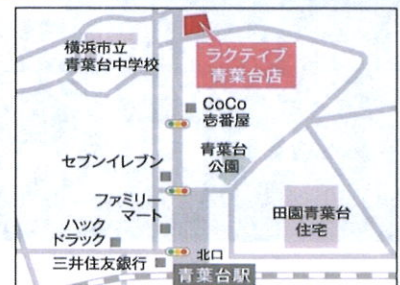 横浜市立
青葉台中学校
ラクティブ
青葉台店
CoCo
壱番屋
セブンイレブン
青葉台
公園
ファミリー
マート
田園青葉台
住宅
ハック
ドラック
北口
三井住友銀行
青葉台駅